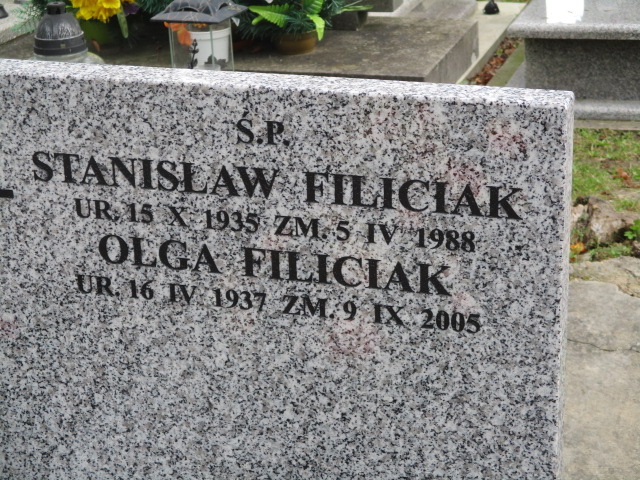 Ś.P.
STANISŁAW FILICIAK
UR. 15 X 1935 ZM. 5 IV 1988
OLGA FILICIAK
UR. 16 IV 1937 ZM. 9 IX 2005